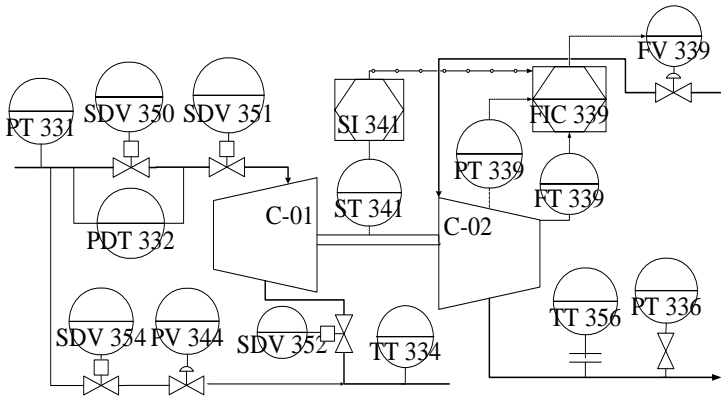 FV 339
PT 331
SDV 350
SDV 351
SI 341
FIC 339
PT 339
FT 339
C-01
ST 341
C-02
PDT 332
TT 356
PT 336
SDV 354
PV 344
SDV 352
TT 334